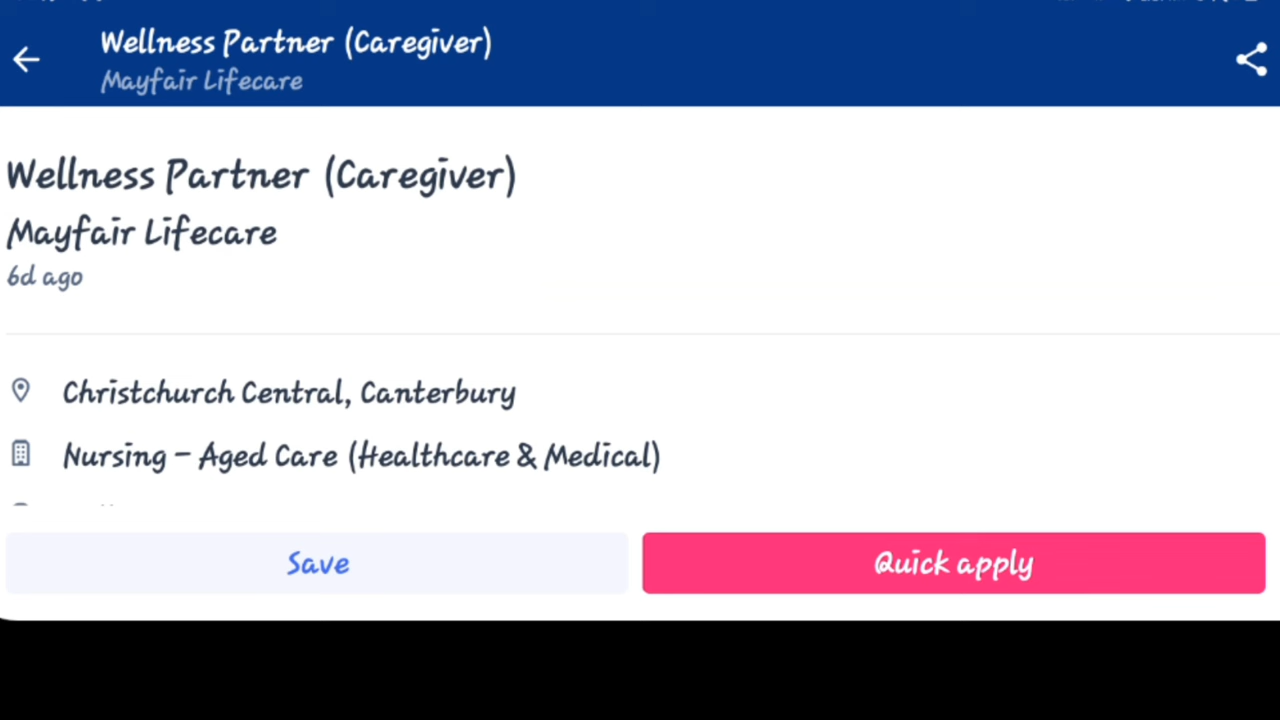 Wellness Partner (Caregiver)
Mayfair Lifecare
Wellness Partner (Caregiver)
Mayfair Lifecare
6d ago
Christchurch Central, Canterbury
Nursing – Aged Care (Healthcare & Medical)
Save
Quick apply